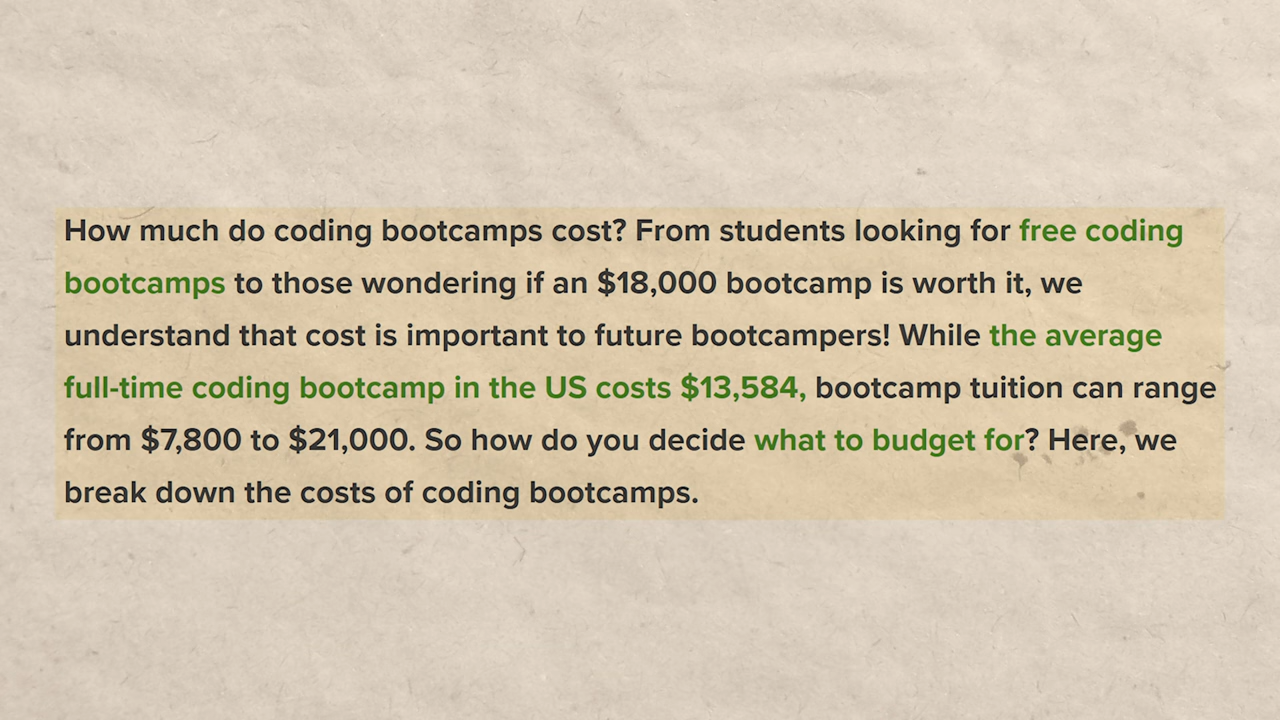 How much do coding bootcamps cost? From students looking for free coding
bootcamps to those wondering if an $18,000 bootcamp is worth it, we
understand that cost is important to future bootcampers! While the average
full-time coding bootcamp in the US costs $13,584, bootcamp tuition can range
from $7,800 to $21,000. So how do you decide what to budget for? Here, we
break down the costs of coding bootcamps.